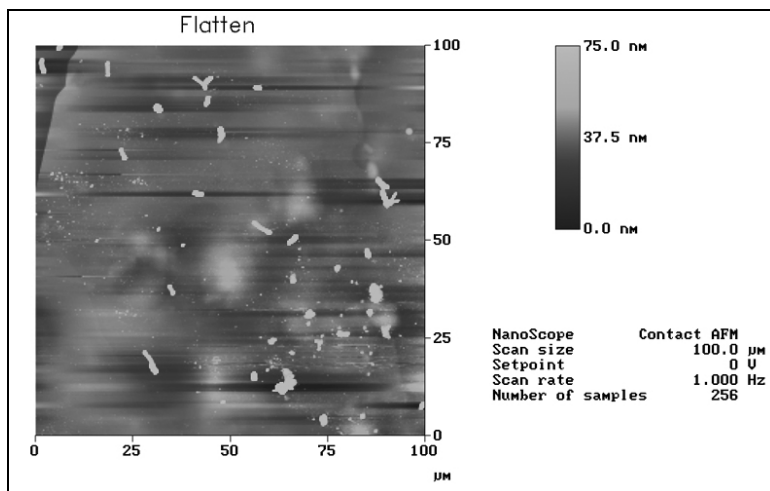 Flatten
100
75
50
25
0
0
25
50
75
100
µM
75.0 nM
37.5 nM
0.0 nM
NanoScope Contact AFM
Scan size 100.0 µM
Setpoint 0 V
Scan rate 1.000 Hz
Number of samples 256